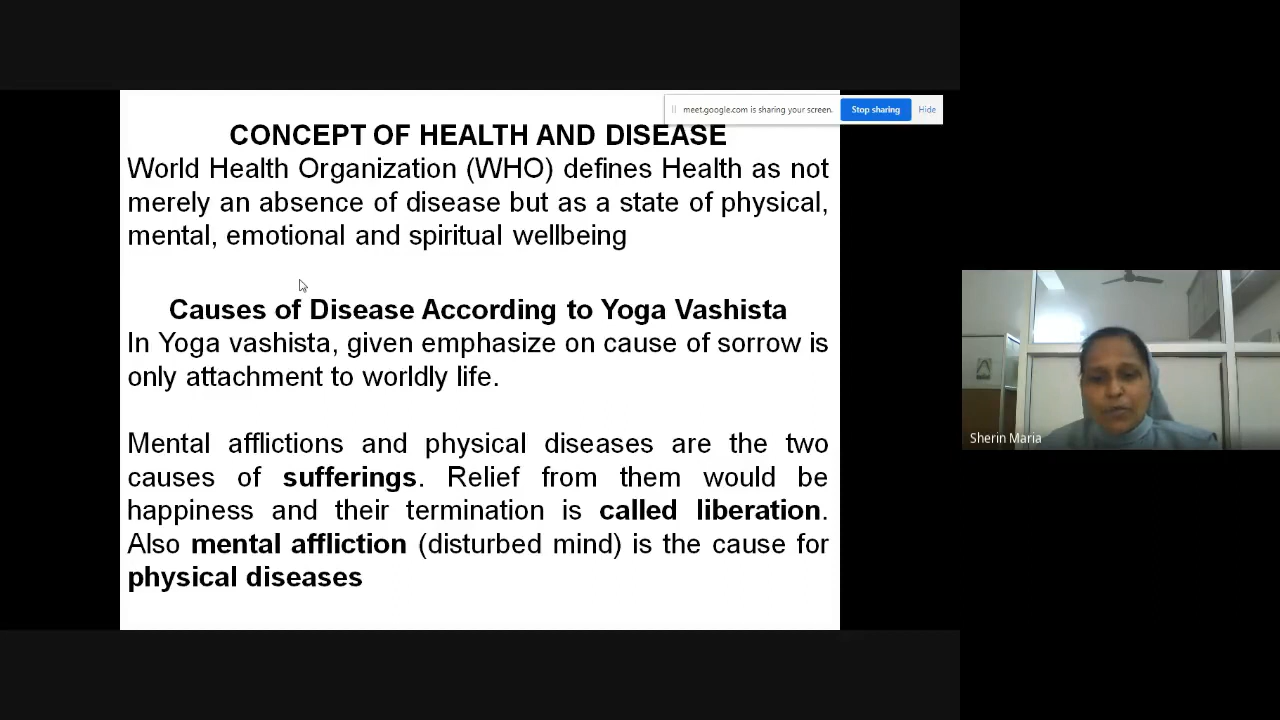 meet.google.com is sharing your screen.
Stop sharing
Hide
CONCEPT OF HEALTH AND DISEASE
World Health Organization (WHO) defines Health as not
merely an absence of disease but as a state of physical,
mental, emotional and spiritual wellbeing
Causes of Disease According to Yoga Vashista
In Yoga vashista, given emphasize on cause of sorrow is
only attachment to worldly life.
Mental afflictions and physical diseases are the two
causes of sufferings. Relief from them would be
happiness and their termination is called liberation.
Also mental affliction (disturbed mind) is the cause for
physical diseases
Sherin Maria